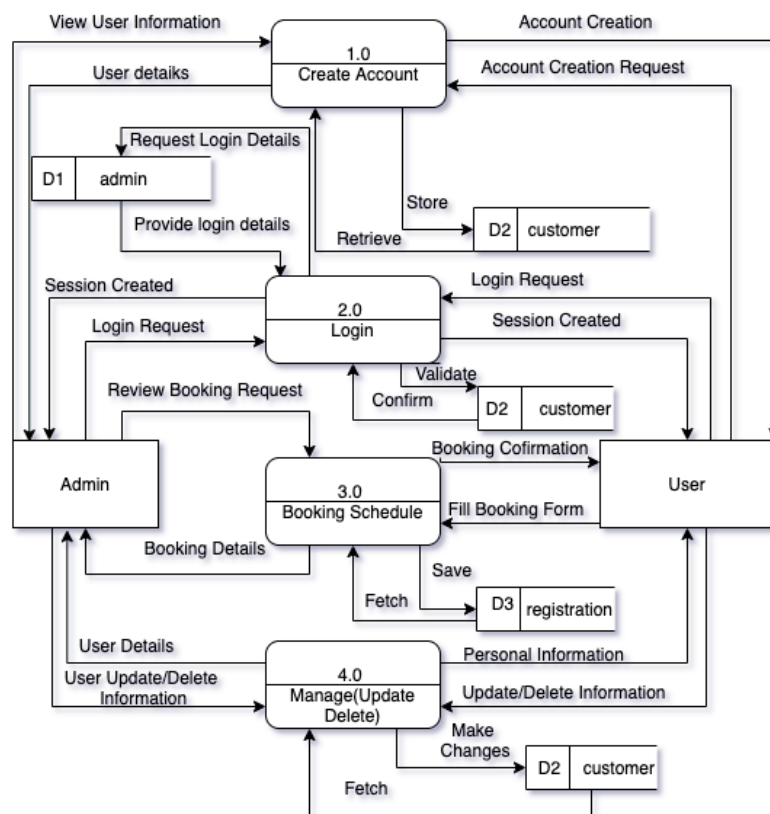 View User Information
Account Creation
1.0
Create Account
User detaiks
Account Creation Request
Request Login Details
D1 admin
Store
Provide login details
Retrieve
D2 customer
Session Created
Login Request
2.0
Login
Login Request
Session Created
Validate
Review Booking Request
Confirm
D2 customer
Booking Cofirmation
Admin
3.0
Booking Schedule
User
Fill Booking Form
Booking Details
Save
Fetch
D3 registration
User Details
4.0
Manage(Update
Delete)
Personal Information
User Update/Delete
Information
Update/Delete Information
Make
Changes
D2 customer
Fetch